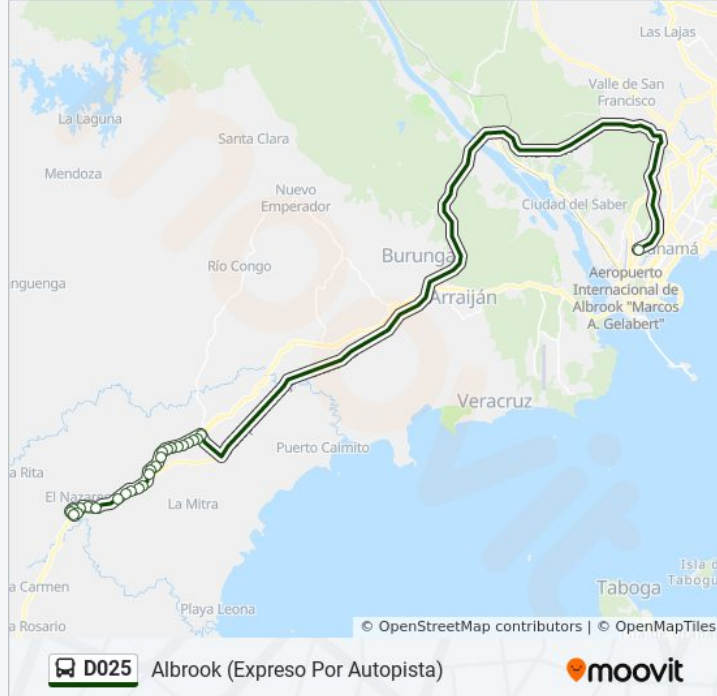 Las Lajas
Valle de San
Francisco
La Laguna
Santa Clara
Mendoza
Nuevo
Emperador
Ciudad del Saber
Río Congo
Burunga
Panamá
Aeropuerto
Internacional de
Albrook "Marcos
A. Gelabert"
nguenga
Arraiján
Veracruz
Puerto Caimito
a Rita
El Nazare
La Mitra
Isla d
Tabogu
Taboga
a Carmen
Playa Leona
a Rosario
© OpenStreetMap contributors | © OpenMapTiles
D025 Albrook (Expreso Por Autopista)
moovit